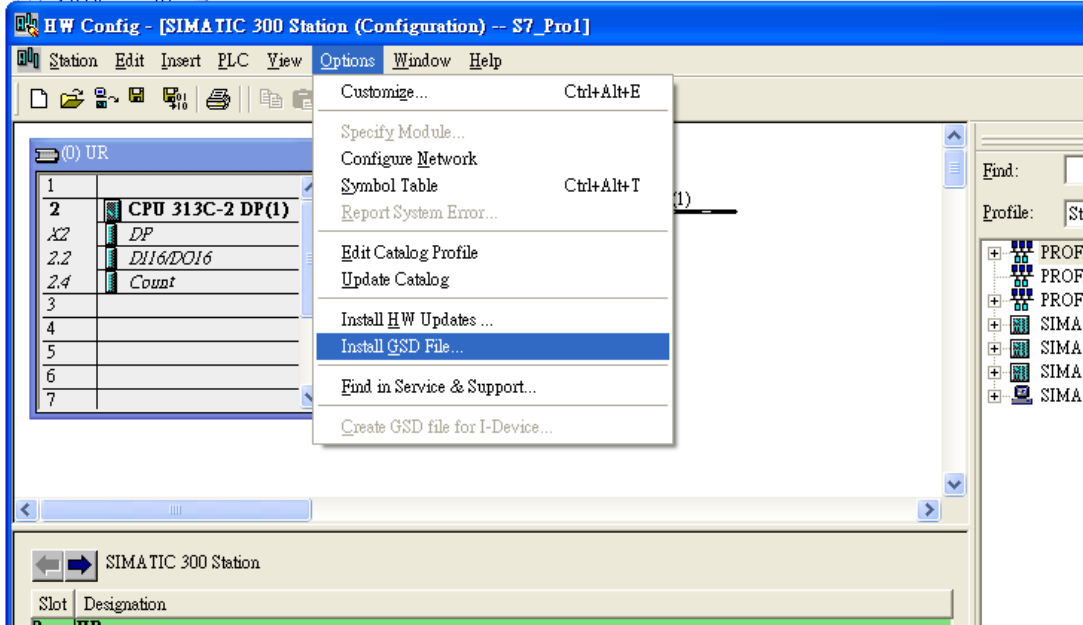 HW Config - [SIMATIC 300 Station (Configuration) -- S7_Pro1]
Station Edit Insert PLC View Options Window Help
Customize... Ctrl+Alt+E
Specify Module...
Configure Network
Symbol Table Ctrl+Alt+T
Report System Error...
Edit Catalog Profile
Update Catalog
Install HW Updates ...
Install GSD File...
Find in Service & Support...
Create GSD file for I-Device...
(0) UR
1
2 CPU 313C-2 DP(1)
X2 DP
2.2 DI16/DO16
2.4 Count
3
4
5
6
7
(1)
Find:
Profile: St
PROF
PROF
PROF
SIMA
SIMA
SIMA
SIMA
SIMATIC 300 Station
Slot Designation